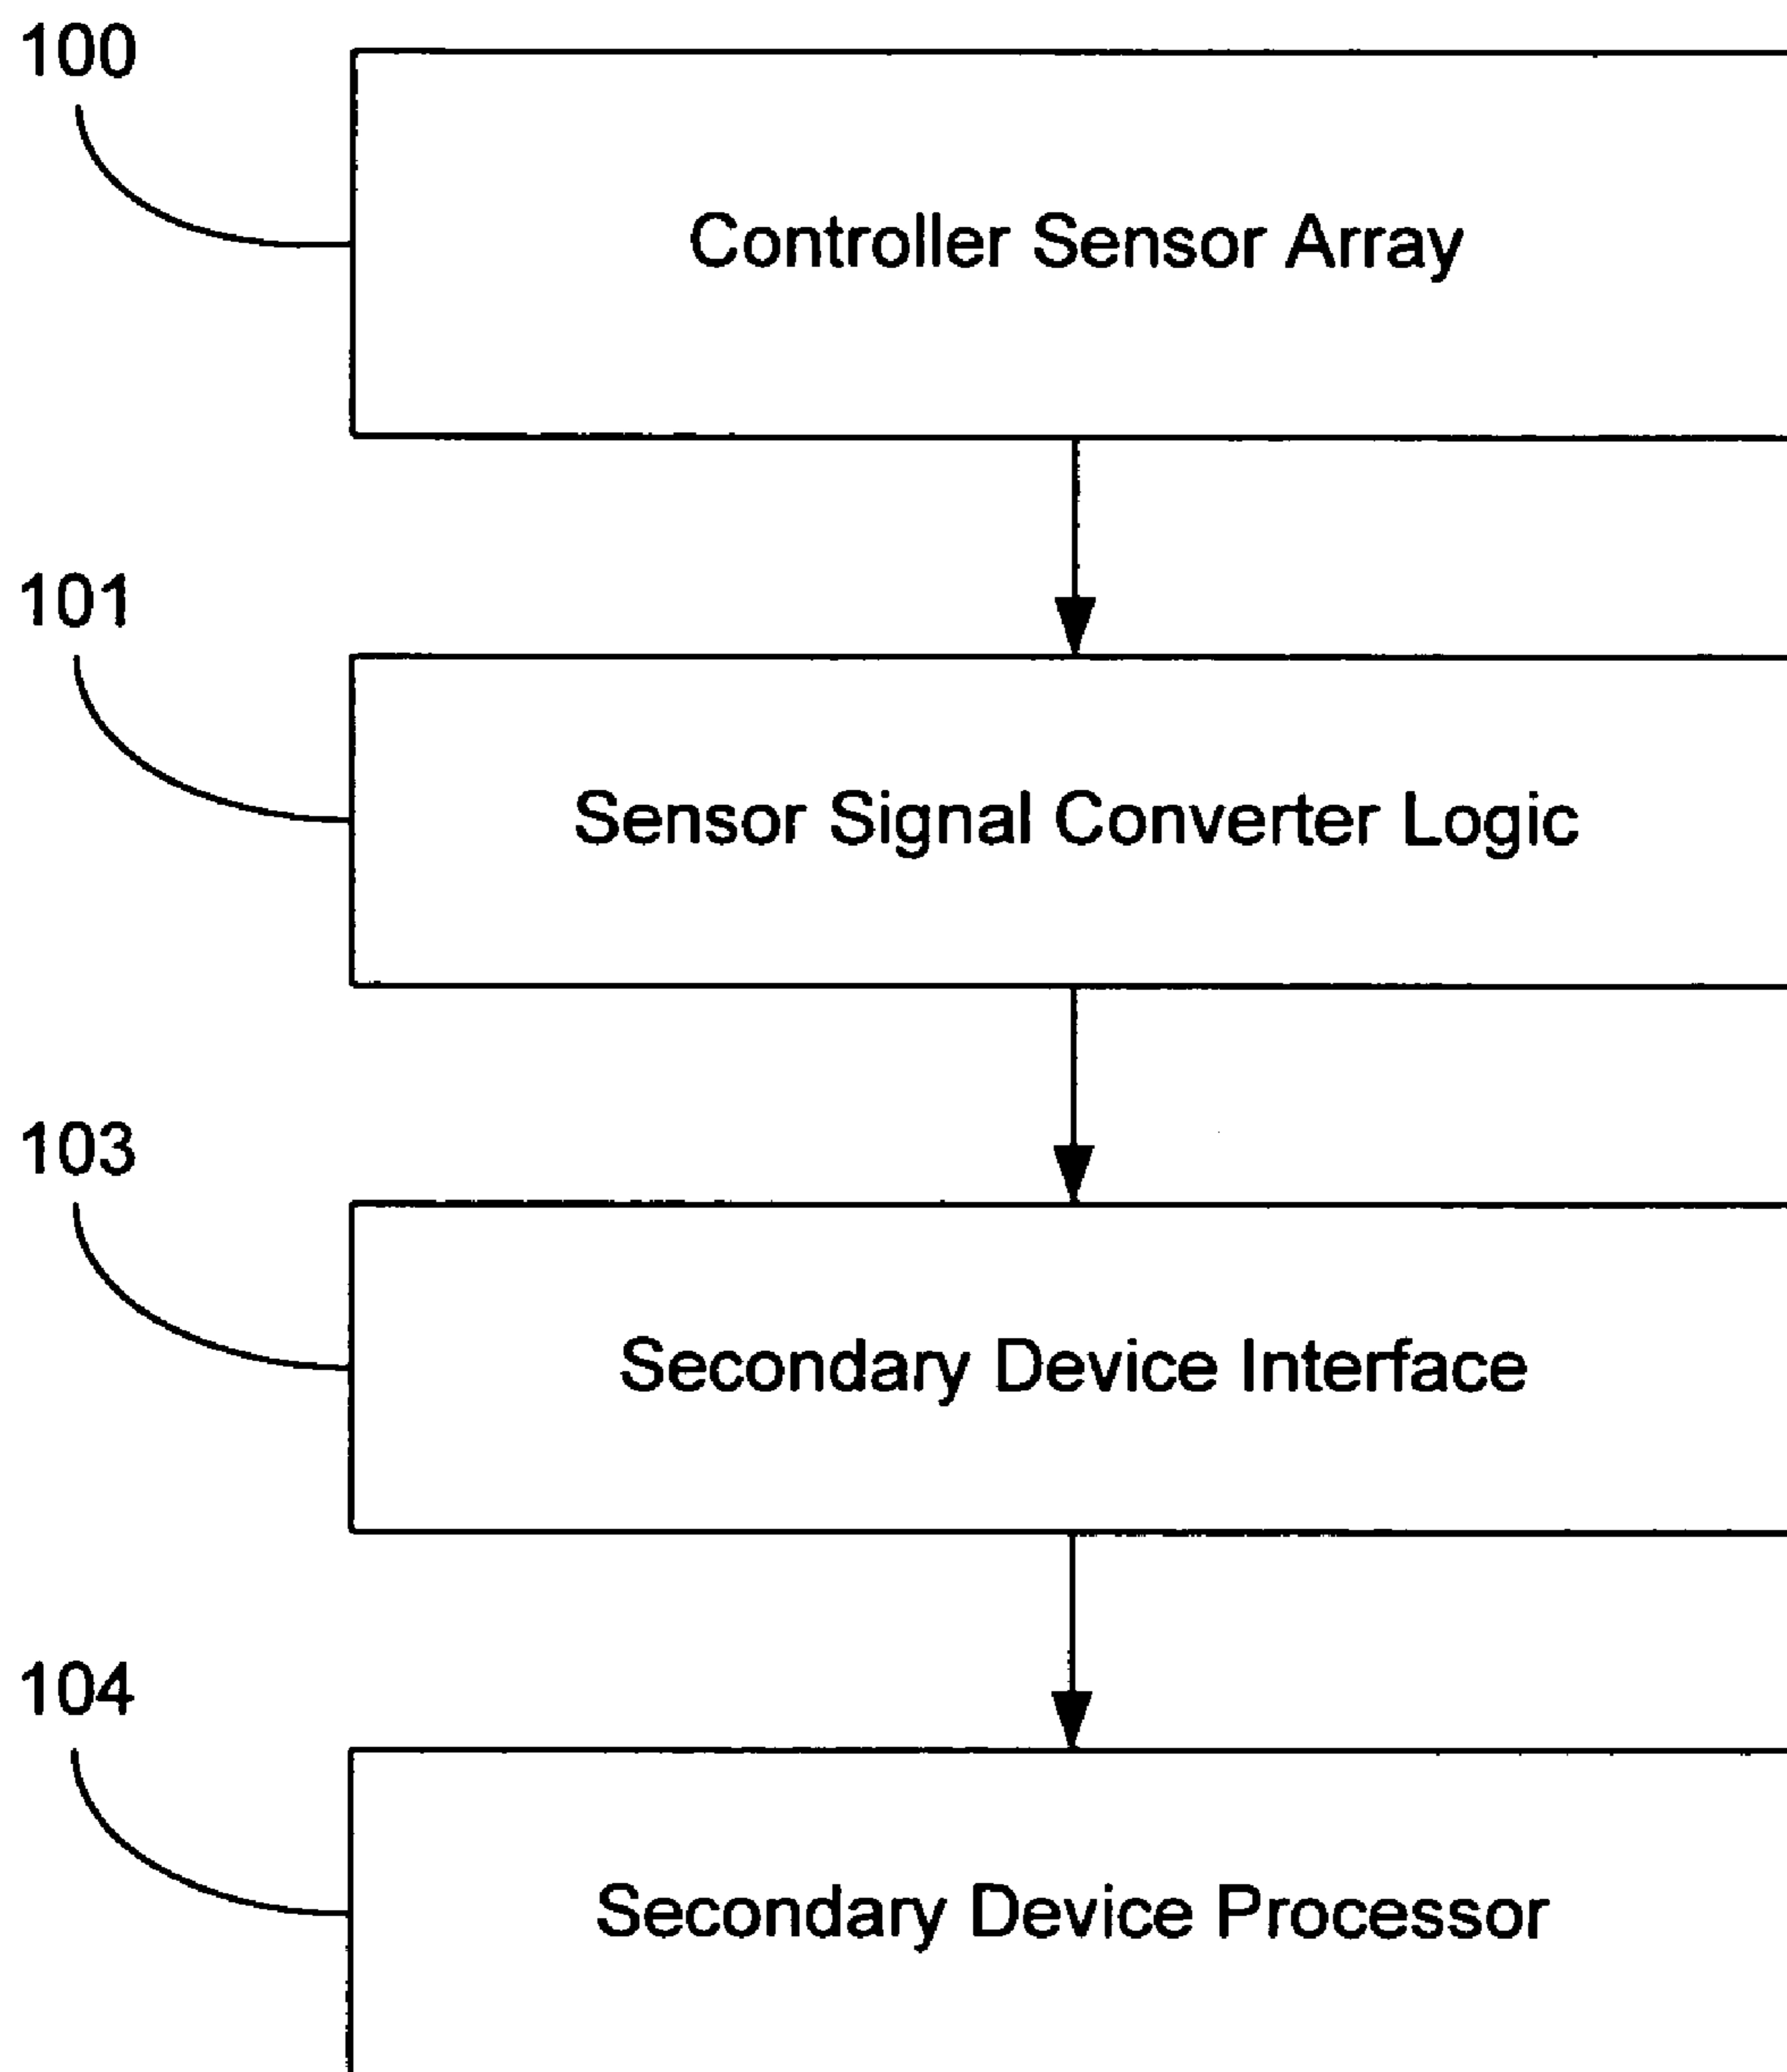 100
Controller Sensor Array
101
Sensor Signal Converter Logic
103
Secondary Device Interface
104
Secondary Device Processor